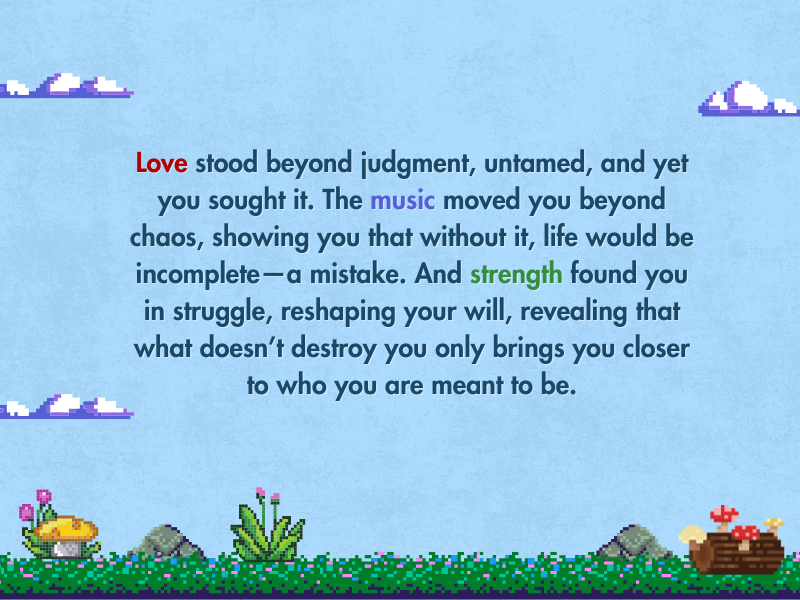 Love stood beyond judgment, untamed, and yet
you sought it. The music moved you beyond
chaos, showing you that without it, life would be
incomplete—a mistake. And strength found you
in struggle, reshaping your will, revealing that
what doesn’t destroy you only brings you closer
to who you are meant to be.